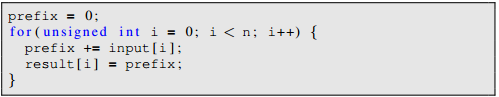 prefix = 0;
for(unsigned int i = 0; i < n; i++) {
  prefix += input[i];
  result[i] = prefix;
}